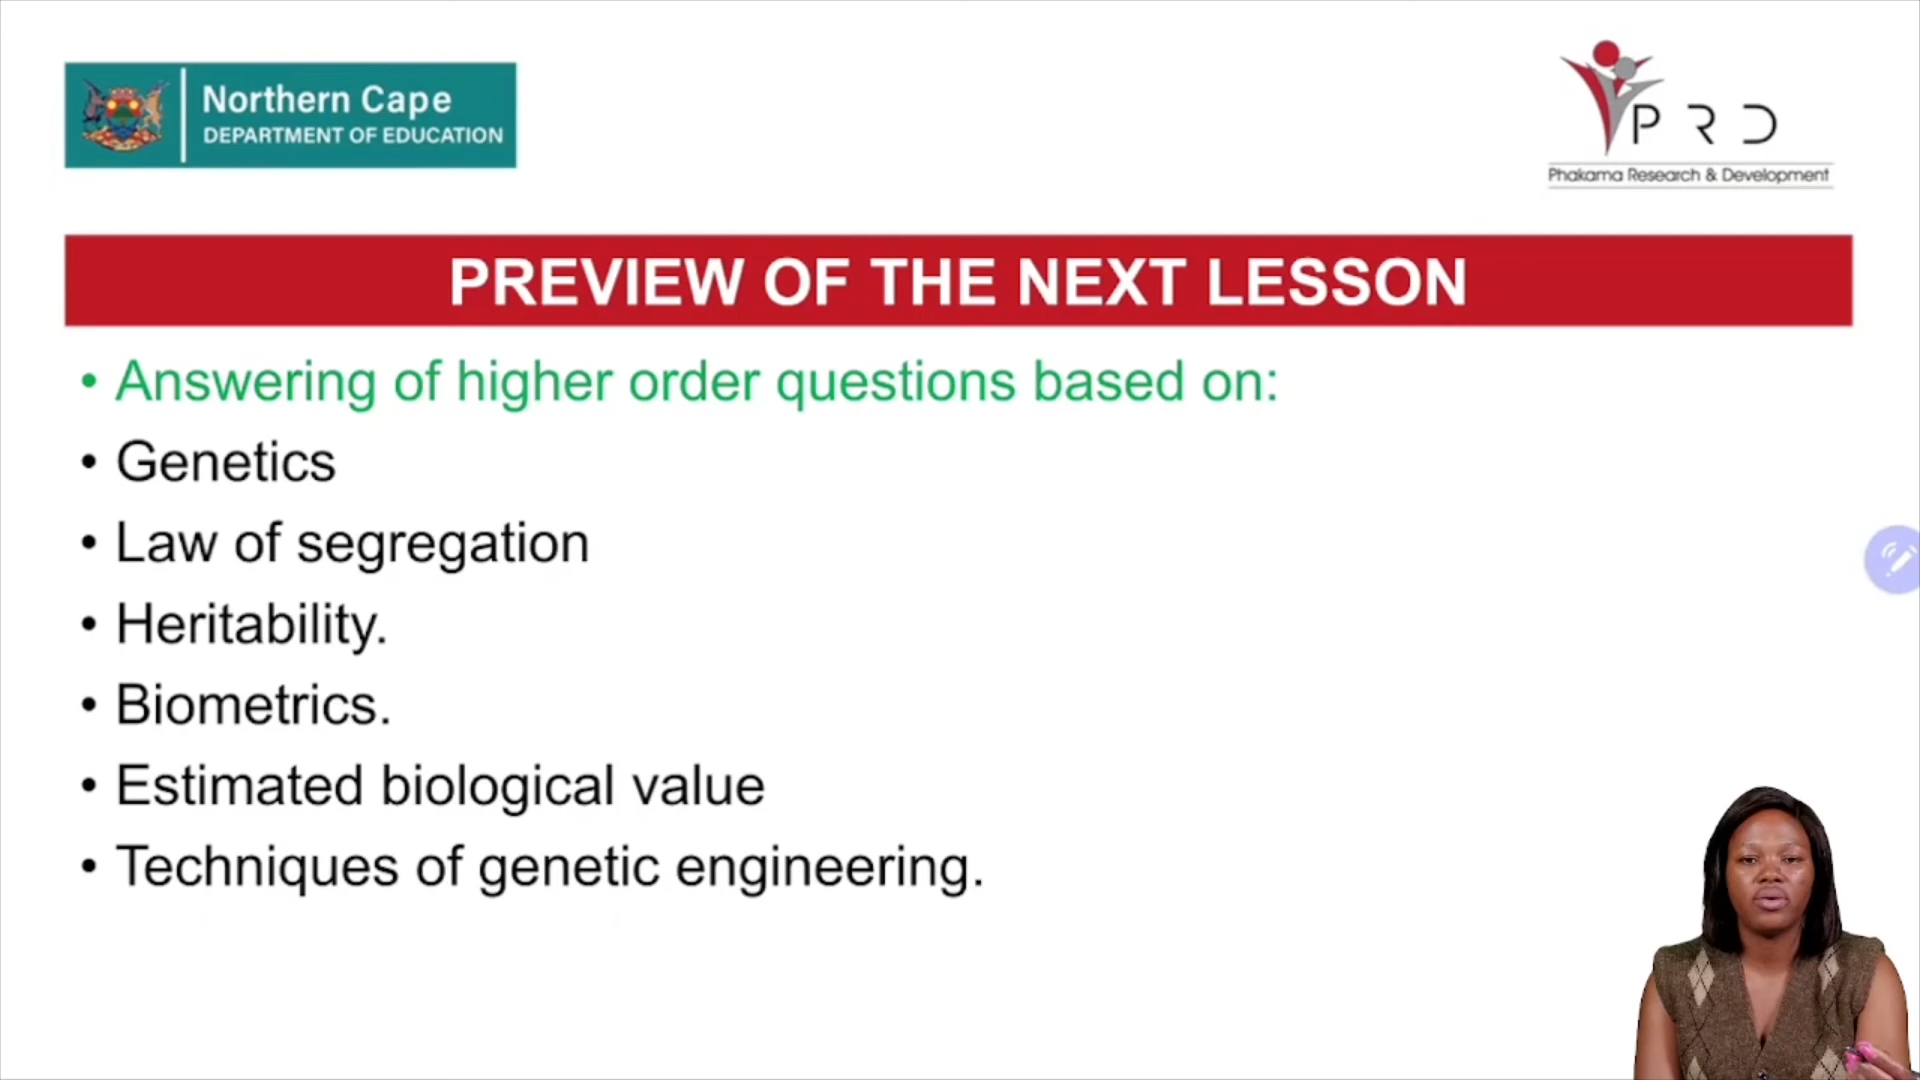 Northern Cape
DEPARTMENT OF EDUCATION
PRD
Phakama Research & Development
PREVIEW OF THE NEXT LESSON
• Answering of higher order questions based on:
• Genetics
• Law of segregation
• Heritability.
• Biometrics.
• Estimated biological value
• Techniques of genetic engineering.